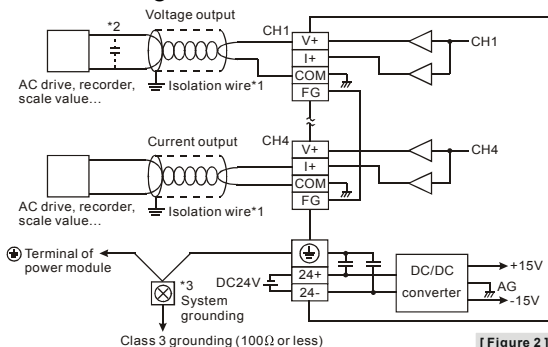 Voltage output
*2
CH1
V+
CH1
I+
COM
FG
AC drive, recorder,
scale value...
Isolation wire*1
Current output
CH4
V+
CH4
I+
COM
FG
AC drive, recorder,
scale value...
Isolation wire*1
Terminal of
power module
*3
System
grounding
DC24V
24+
24-
DC/DC
converter
+15V
AG
-15V
Class 3 grounding (100Ω or less)
[ Figure 2 ]